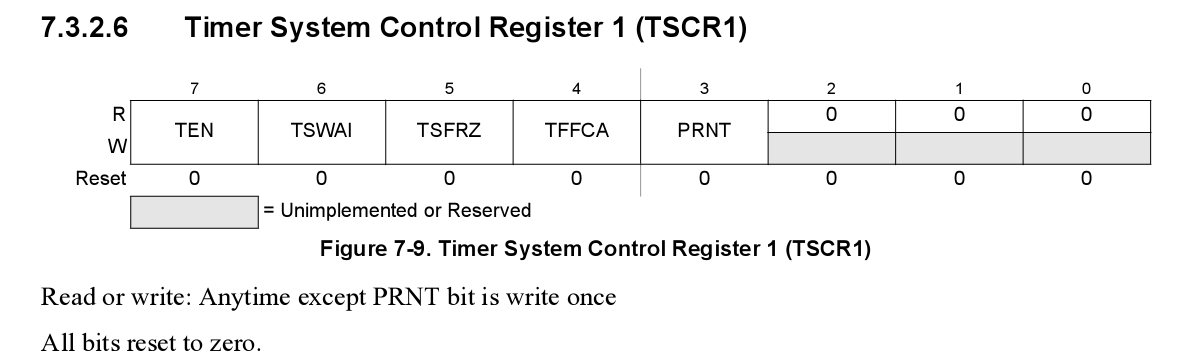 7.3.2.6 Timer System Control Register 1 (TSCR1)
7 6 5 4 3 2 1 0
R TEN TSWAI TSFRZ TFFCA PRNT 0 0 0
W
Reset 0 0 0 0 0 0 0 0
= Unimplemented or Reserved
Figure 7-9. Timer System Control Register 1 (TSCR1)
Read or write: Anytime except PRNT bit is write once
All bits reset to zero.